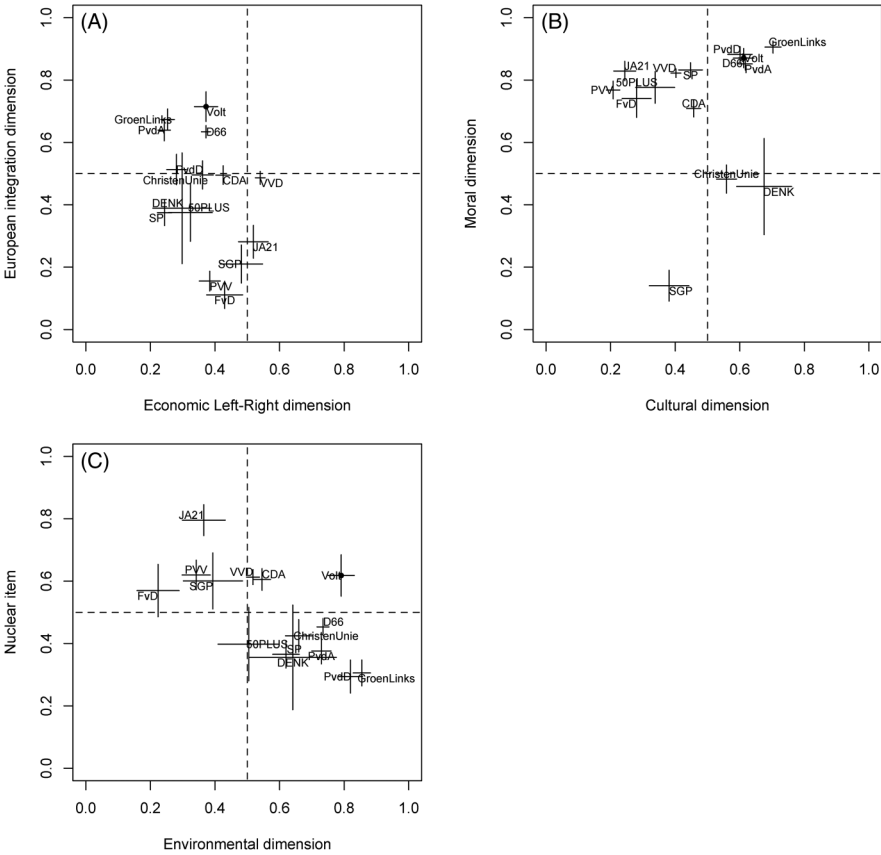 (A)
European integration dimension
1.0
0.8
0.6
0.4
0.2
0.0
GroenLinks
PvdA
Volt
D66
PvdD
ChristenUnie
CDA
VVD
DENK
50PLUS
SP
JA21
SGP
PVV
FvD
0.0 0.2 0.4 0.6 0.8 1.0
Economic Left-Right dimension
(B)
Moral dimension
1.0
0.8
0.6
0.4
0.2
0.0
GroenLinks
PvdD
Volt
D66
PvdA
JA21
VVD
SP
50PLUS
PVV
FvD
CDA
ChristenUnie
DENK
SGP
0.0 0.2 0.4 0.6 0.8 1.0
Cultural dimension
(C)
Nuclear item
1.0
0.8
0.6
0.4
0.2
0.0
JA21
PVV
VVD
CDA
Volt
SGP
FvD
D66
ChristenUnie
50PLUS
SP
PvdA
DENK
PvdD
GroenLinks
0.0 0.2 0.4 0.6 0.8 1.0
Environmental dimension